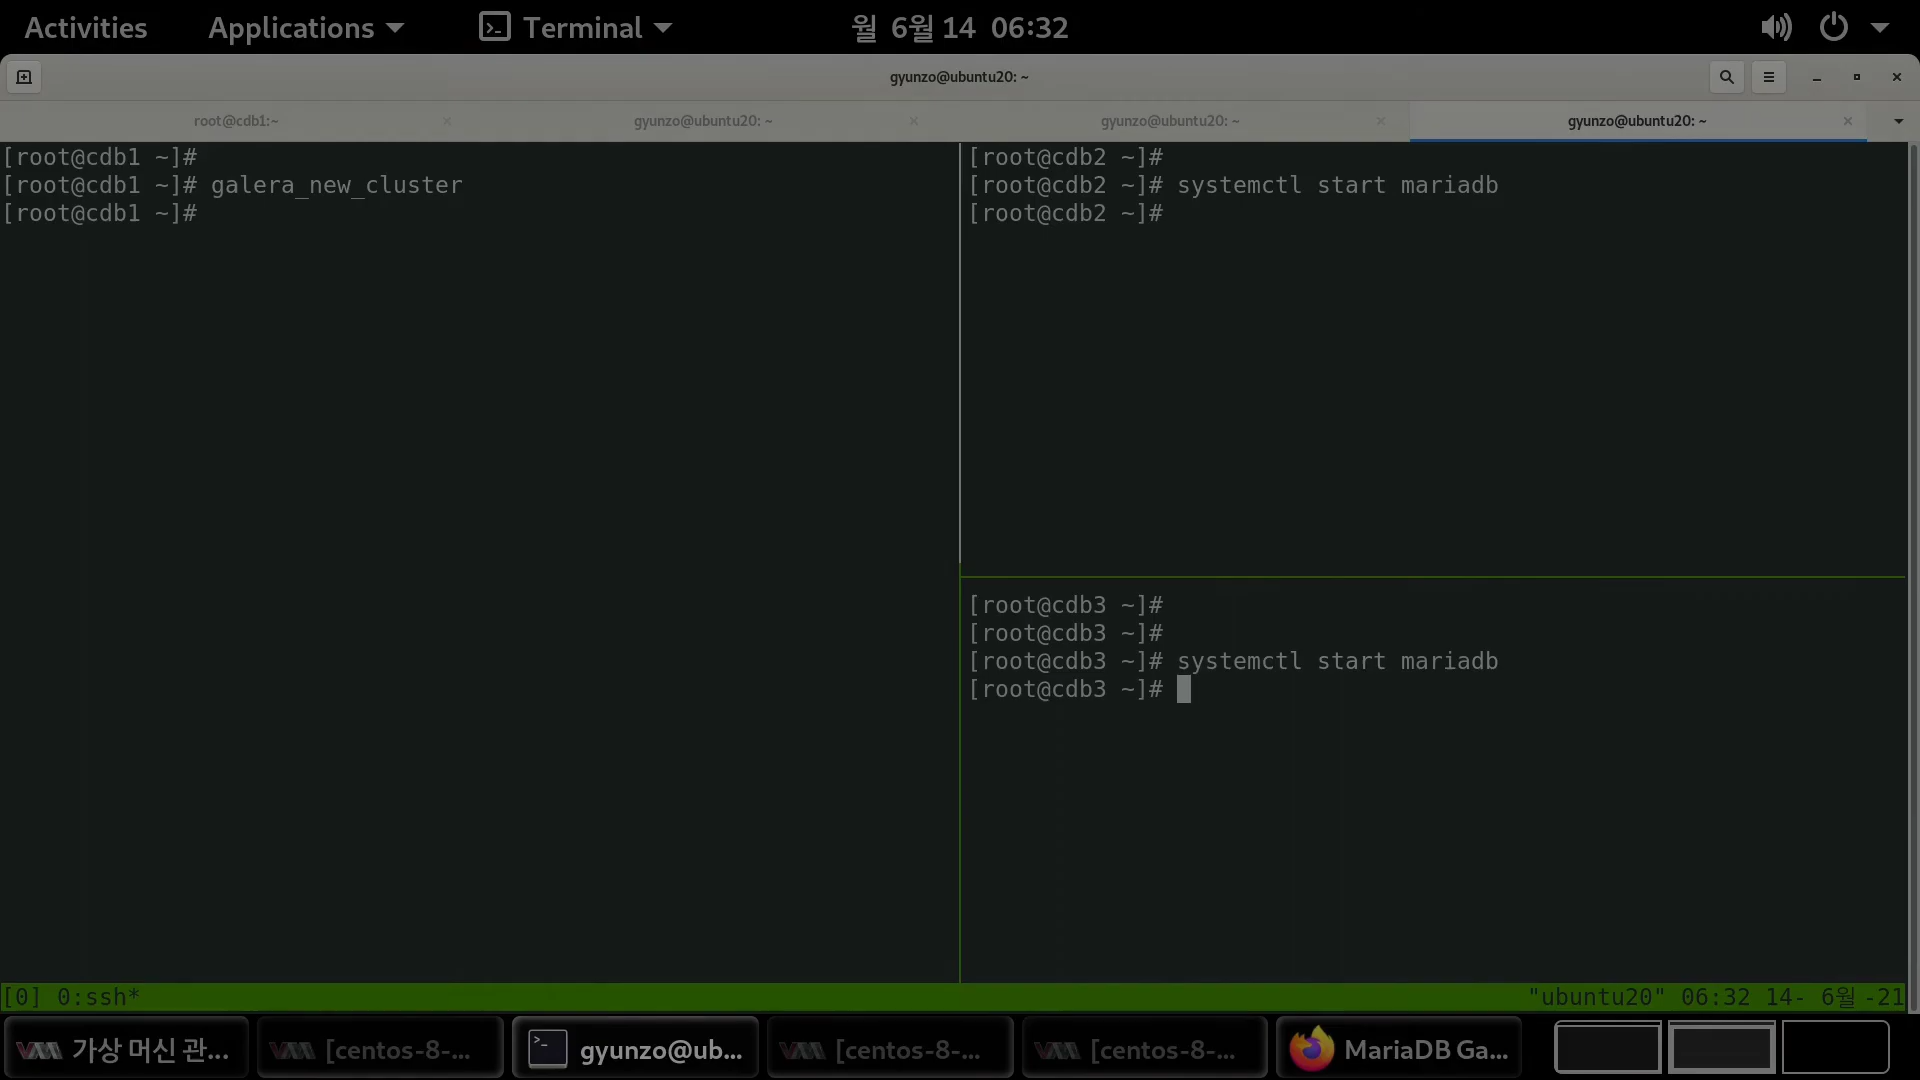 Activities Applications Terminal 월 6월 14 06:32
gyunzo@ubuntu20: ~
root@cdb1:~ gyunzo@ubuntu20: ~ gyunzo@ubuntu20: ~ gyunzo@ubuntu20: ~
[root@cdb1 ~]#
[root@cdb1 ~]# galera_new_cluster
[root@cdb1 ~]#
[root@cdb2 ~]#
[root@cdb2 ~]# systemctl start mariadb
[root@cdb2 ~]#
[root@cdb3 ~]#
[root@cdb3 ~]#
[root@cdb3 ~]# systemctl start mariadb
[root@cdb3 ~]#
[0] 0:ssh* "ubuntu20" 06:32 14- 6월 -21
가상 머신 관... [centos-8-... gyunzo@ub... [centos-8-... [centos-8-... MariaDB Ga...